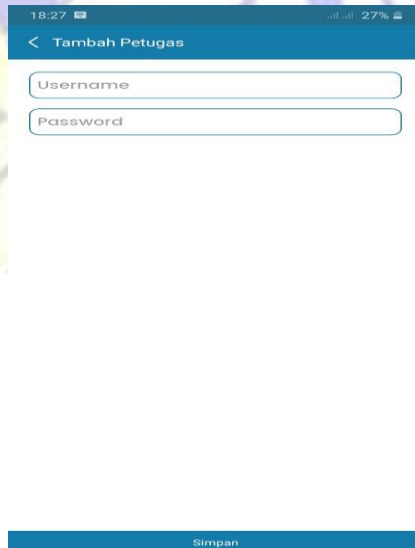 18:27 27%
< Tambah Petugas
Username
Password
Simpan